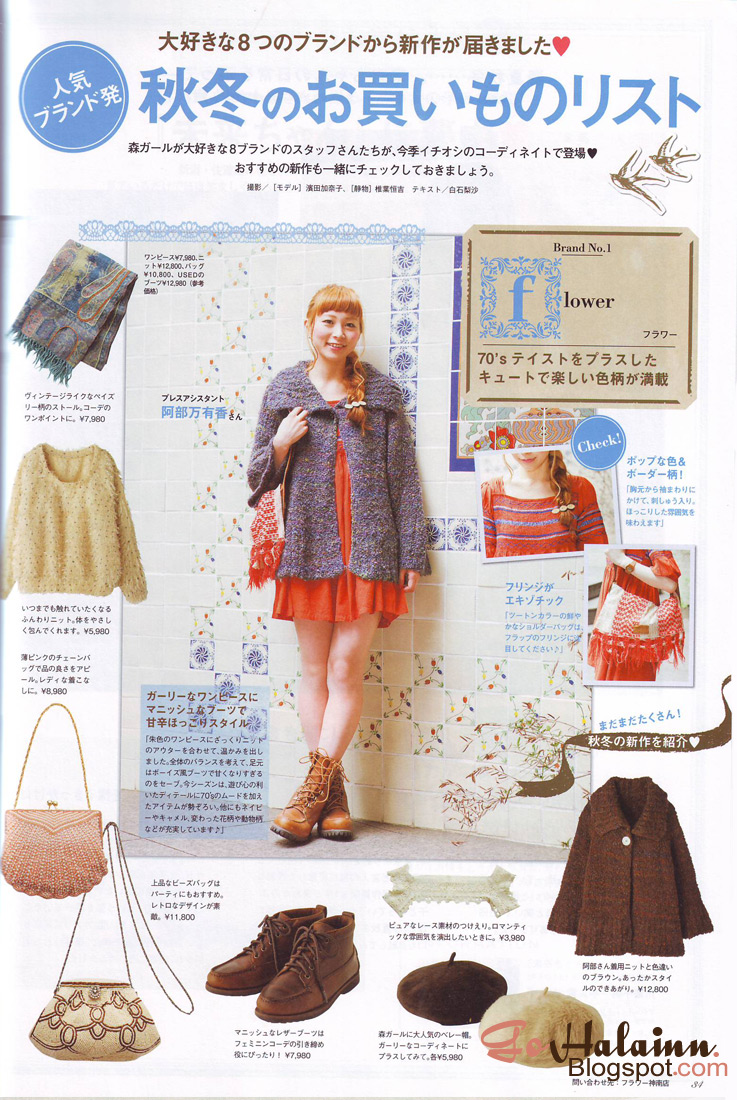 大好きな8つのブランドから新作が届きました♥
人気
ブランド発
秋冬のお買いものリスト
森ガールが大好きな8ブランドのスタッフさんたちが、今季イチオシのコーディネイトで登場♥
おすすめの新作も一緒にチェックしておきましょう。
撮影／［モデル］濱田加奈子、［静物］椎葉恒吉　テキスト／白石梨沙
ワンピース¥7,980、ニ
ット¥12,800、バッグ
¥10,800、USEDの
ブーツ¥12,980（参考
価格）
Brand No.1
flower
フラワー
70'sテイストをプラスした
キュートで楽しい色柄が満載
プレスアシスタント
阿部万有香さん
ヴィンテージライクなペイズ
リー柄のストール。コーデの
ワンポイントに。¥7,980
Check!
ポップな色&
ボーダー柄！
「胸元から袖まわりに
かけて、刺しゅう入り。
ほっこりした雰囲気を
味わえます」
フリンジが
エキゾチック
「ツートンカラーの鮮や
かなショルダーバッグは、
フラップのフリンジに注
目してください♪」
いつまでも触れていたくなる
ふんわりニット。体をやさし
く包んでくれます。¥5,980
薄ピンクのチェーンバ
ッグで品の良さをアピ
ール。レディな着こな
しに。¥8,980
ガーリーなワンピースに
マニッシュなブーツで
甘辛ほっこりスタイル
「朱色のワンピースにざっくりニット
のアウターを合わせて、温かみを出し
ました。全体のバランスを考えて、足元
はボーイズ風ブーツで甘くなりすぎる
のをセーブ。今シーズンは、遊び心の利
いたディテールに70'sのムードを加え
たアイテムが勢ぞろい。他にもネイビ
ーやキャメル、変わった花柄や動物柄
などが充実しています♪」
まだまだたくさん！
秋冬の新作を紹介♥
上品なビーズバッグは
パーティにもおすすめ。
レトロなデザインが素
敵。¥11,800
ピュアなレース素材のつけえり。ロマンティ
ックな雰囲気を演出したいときに。¥3,980
阿部さん着用ニットと色違い
のブラウン。あったかスタイ
ルのできあがり。¥12,800
マニッシュなレザーブーツは
フェミニンコーデの引き締め
役にぴったり！ ¥7,980
森ガールに大人気のベレー帽。
ガーリーなコーディネートに
プラスしてみて。各¥5,980
Go Halainn.
Blogspot.com
問い合わせ先：フラワー神南店
34